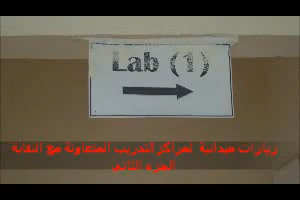 Lab (1)
زيارات ميدانية لمراكز التدريب المتعاونة مع النقابة
الجزء الثاني